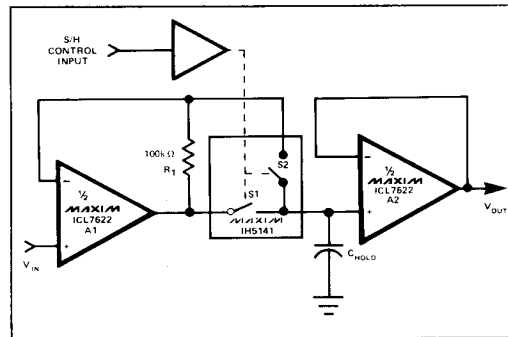 S/H
CONTROL
INPUT
100kΩ
R1
S2
S1
MAXIM
IH5141
−
½
MAXIM
ICL7622
A1
+
VIN
−
½
MAXIM
ICL7622
A2
+
VOUT
CHOLD